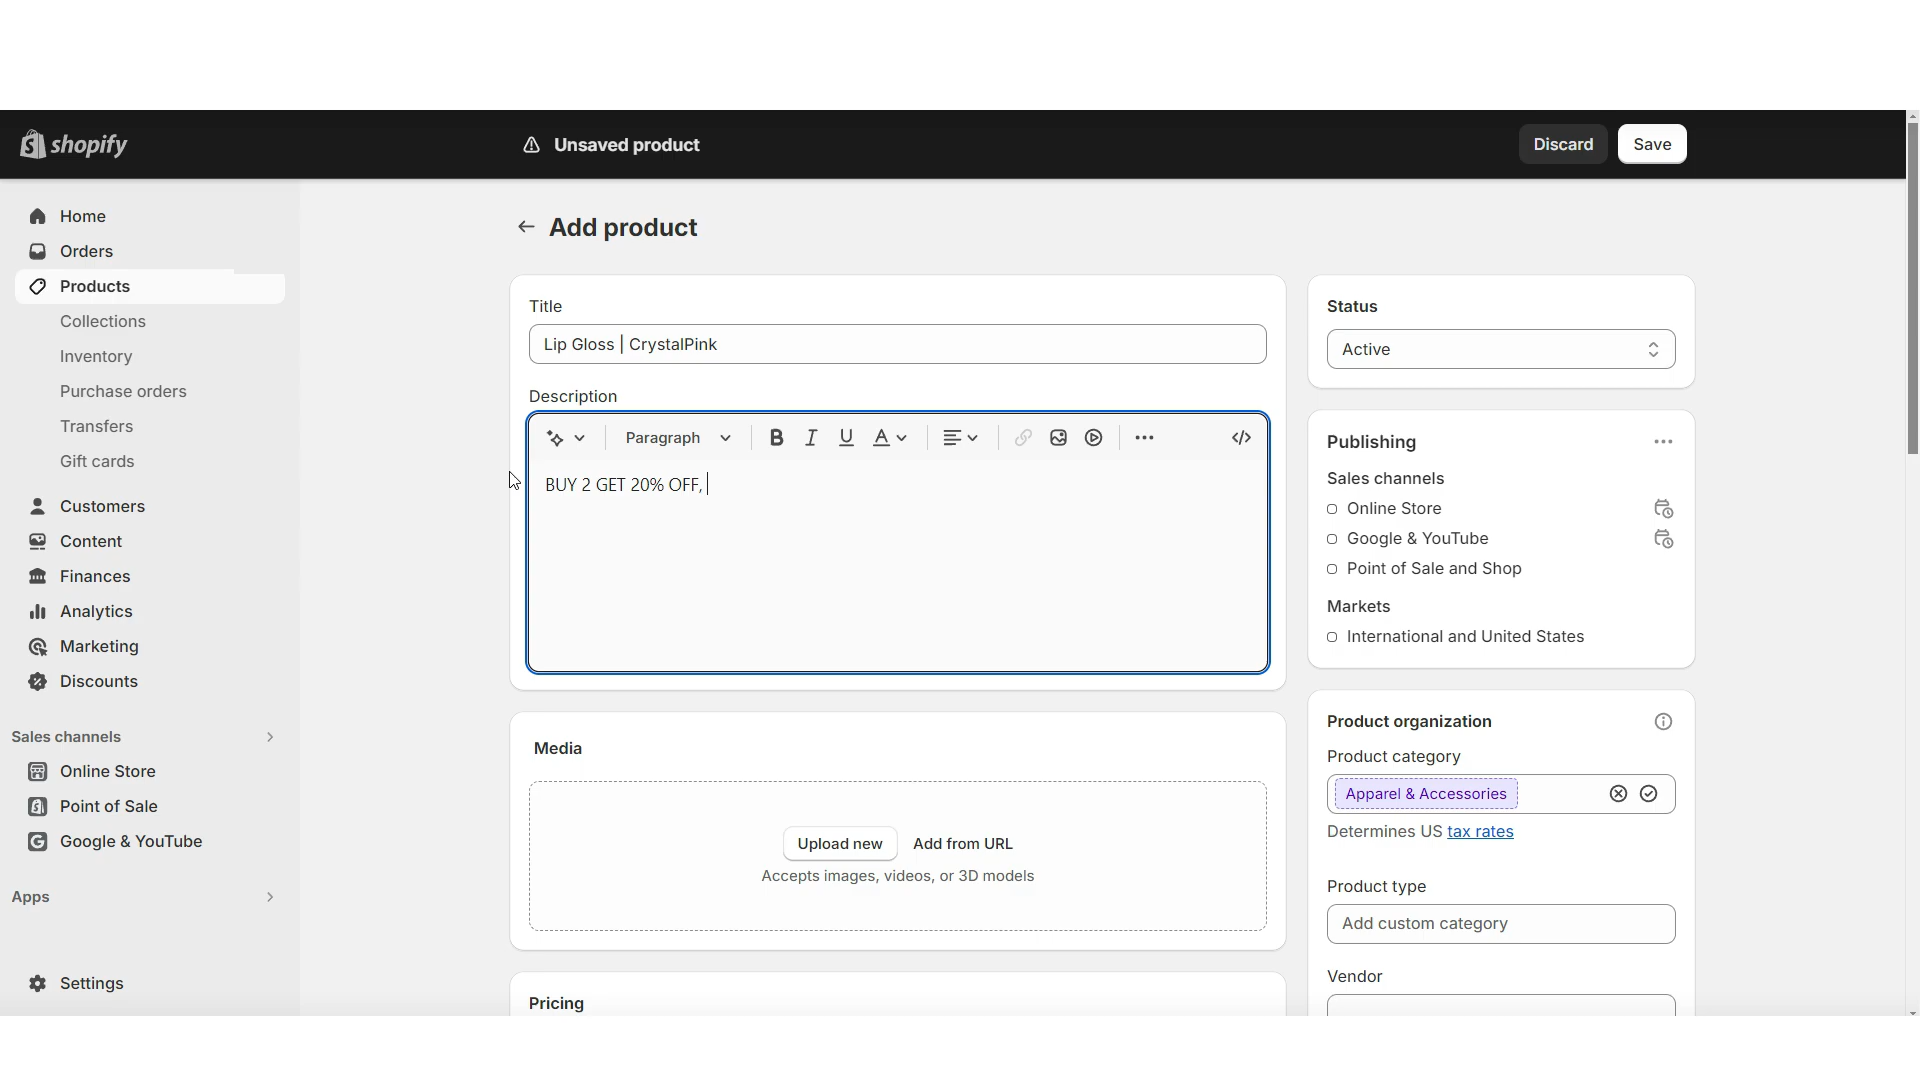 shopify
Unsaved product
Discard
Save
Home
Orders
Products
Collections
Inventory
Purchase orders
Transfers
Gift cards
Customers
Content
Finances
Analytics
Marketing
Discounts
Sales channels
Online Store
Point of Sale
Google & YouTube
Apps
Settings
Add product
Title
Lip Gloss | CrystalPink
Description
Paragraph
BUY 2 GET 20% OFF,
Media
Upload new
Add from URL
Accepts images, videos, or 3D models
Pricing
Status
Active
Publishing
Sales channels
Online Store
Google & YouTube
Point of Sale and Shop
Markets
International and United States
Product organization
Product category
Apparel & Accessories
Determines US tax rates
Product type
Add custom category
Vendor